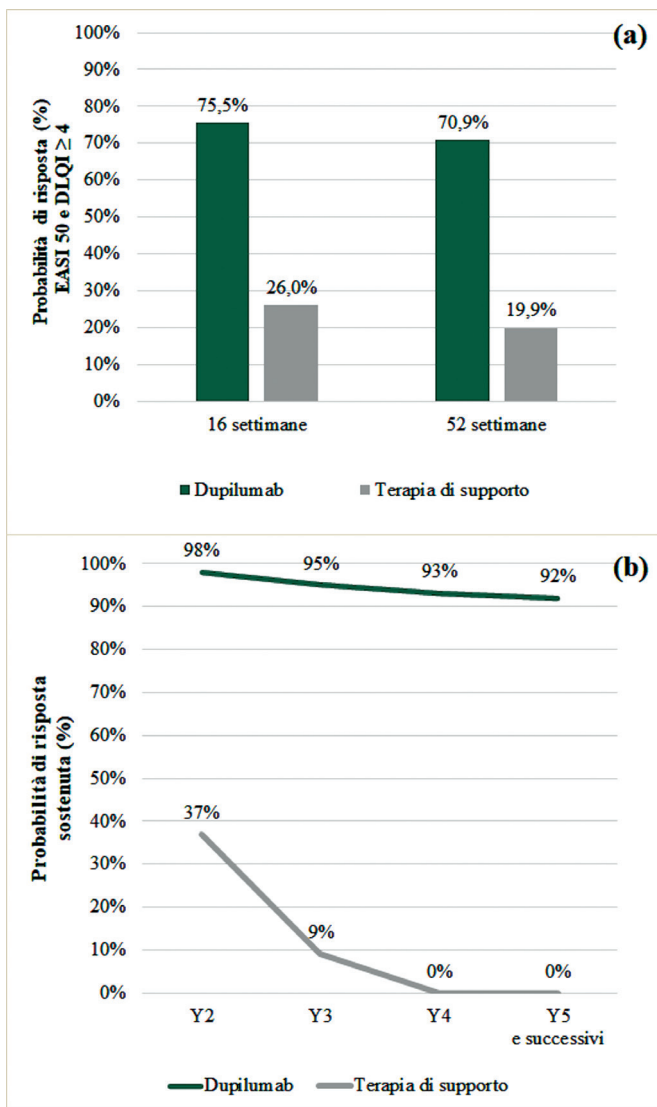 (a)
Probabilità di risposta (%)
EASI 50 e DLQI ≥ 4
100%
90%
80%
70%
60%
50%
40%
30%
20%
10%
0%
75,5%
26,0%
70,9%
19,9%
16 settimane
52 settimane
Dupilumab
Terapia di supporto
(b)
Probabilità di risposta
sostenuta (%)
100%
90%
80%
70%
60%
50%
40%
30%
20%
10%
0%
98%
95%
93%
92%
37%
9%
0%
0%
Y2
Y3
Y4
Y5
e successivi
Dupilumab
Terapia di supporto